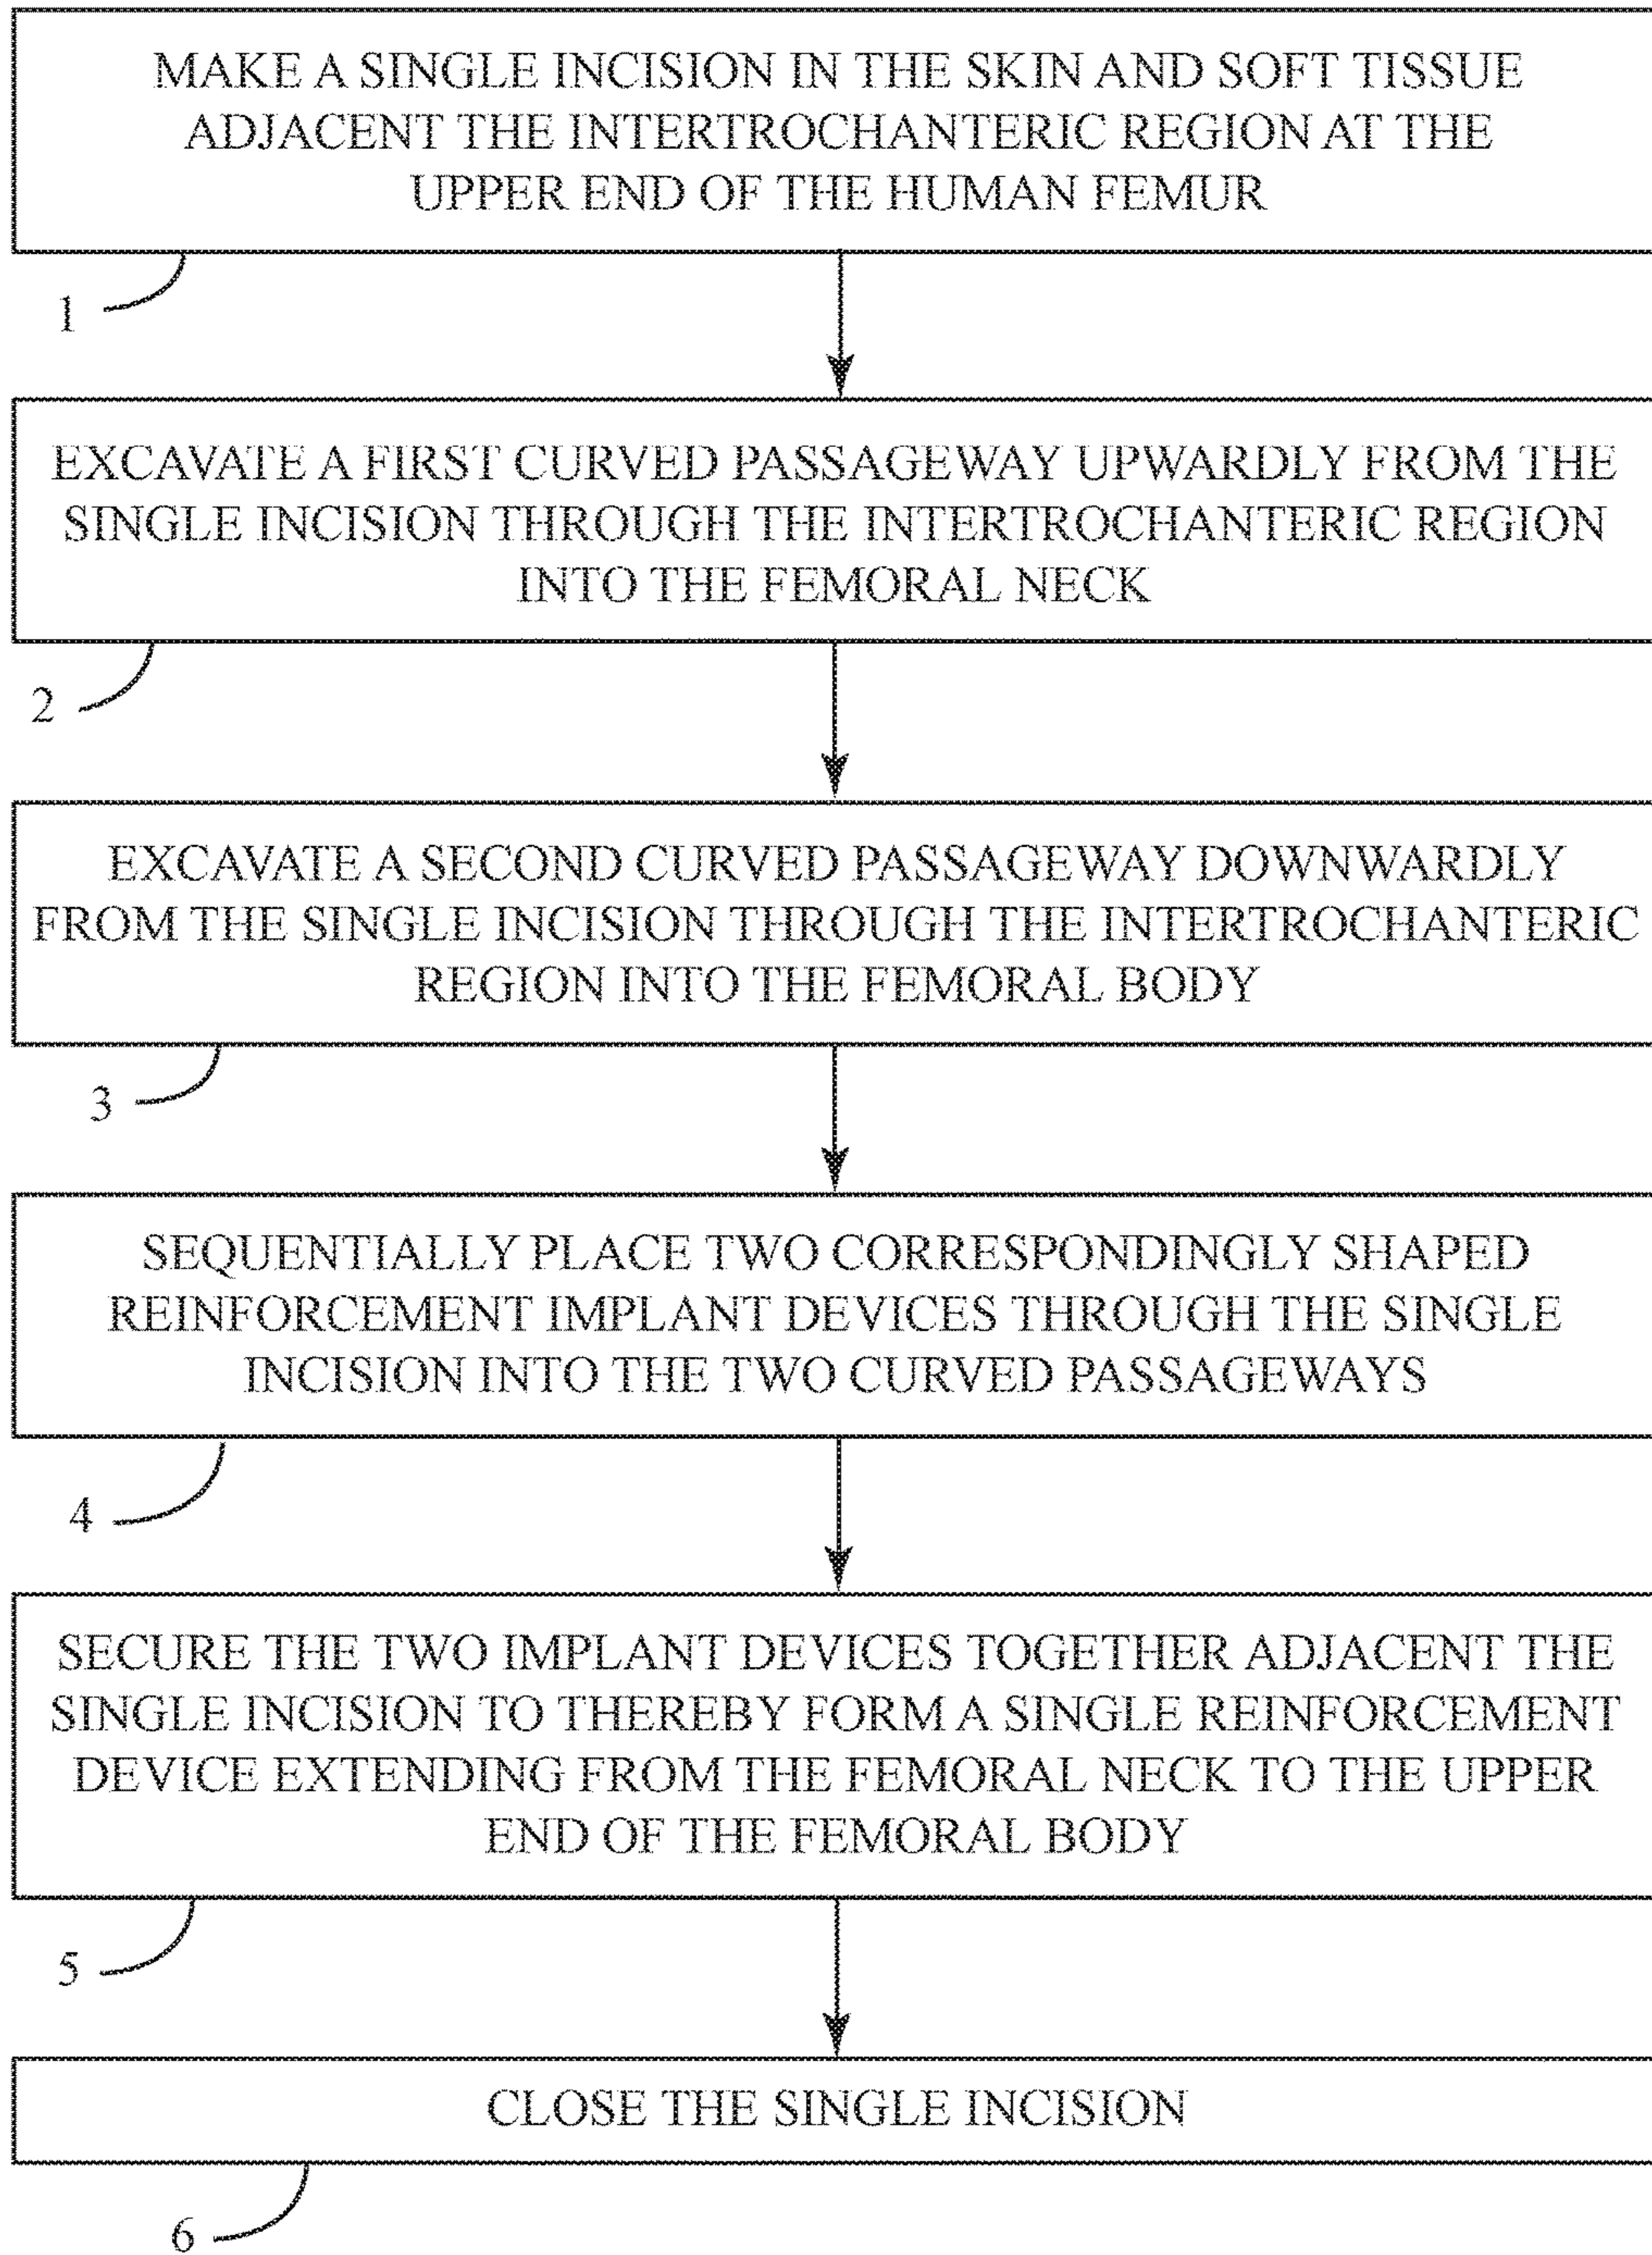 MAKE A SINGLE INCISION IN THE SKIN AND SOFT TISSUE
ADJACENT THE INTERTROCHANTERIC REGION AT THE
UPPER END OF THE HUMAN FEMUR
1
EXCAVATE A FIRST CURVED PASSAGEWAY UPWARDLY FROM THE
SINGLE INCISION THROUGH THE INTERTROCHANTERIC REGION
INTO THE FEMORAL NECK
2
EXCAVATE A SECOND CURVED PASSAGEWAY DOWNWARDLY
FROM THE SINGLE INCISION THROUGH THE INTERTROCHANTERIC
REGION INTO THE FEMORAL BODY
3
SEQUENTIALLY PLACE TWO CORRESPONDINGLY SHAPED
REINFORCEMENT IMPLANT DEVICES THROUGH THE SINGLE
INCISION INTO THE TWO CURVED PASSAGEWAYS
4
SECURE THE TWO IMPLANT DEVICES TOGETHER ADJACENT THE
SINGLE INCISION TO THEREBY FORM A SINGLE REINFORCEMENT
DEVICE EXTENDING FROM THE FEMORAL NECK TO THE UPPER
END OF THE FEMORAL BODY
5
CLOSE THE SINGLE INCISION
6